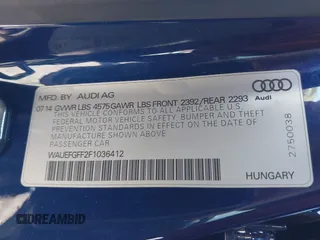 MFD. BY AUDI AG
07 14 GVWR LBS 4575 GAWR LBS FRONT 2392/REAR 2293
THIS VEHICLE CONFORMS TO ALL APPLICABLE
FEDERAL MOTOR VEHICLE SAFETY, BUMPER AND
THEFT PREVENTION STANDARDS IN EFFECT ON THE
DATE OF MANUFACTURE SHOWN ABOVE
PASSENGER CAR
WAUEFGFF2F1036412
Audi
2750038
HUNGARY
DREAMBID